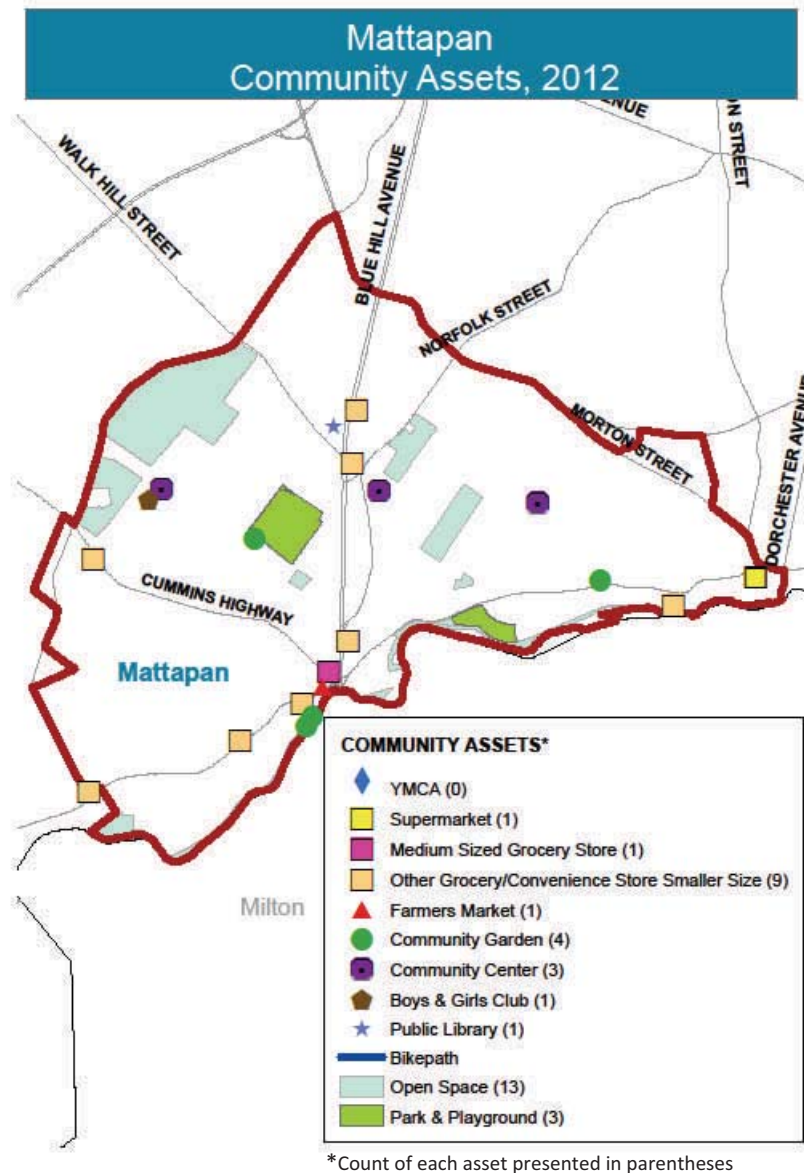 Mattapan
Community Assets, 2012
WALK HILL STREET
BLUE HILL AVENUE
ENUE
ON STREET
NORFOLK STREET
MORTON STREET
DORCHESTER AVENUE
CUMMINS HIGHWAY
Mattapan
Milton
COMMUNITY ASSETS*
YMCA (0)
Supermarket (1)
Medium Sized Grocery Store (1)
Other Grocery/Convenience Store Smaller Size (9)
Farmers Market (1)
Community Garden (4)
Community Center (3)
Boys & Girls Club (1)
Public Library (1)
Bikepath
Open Space (13)
Park & Playground (3)
*Count of each asset presented in parentheses